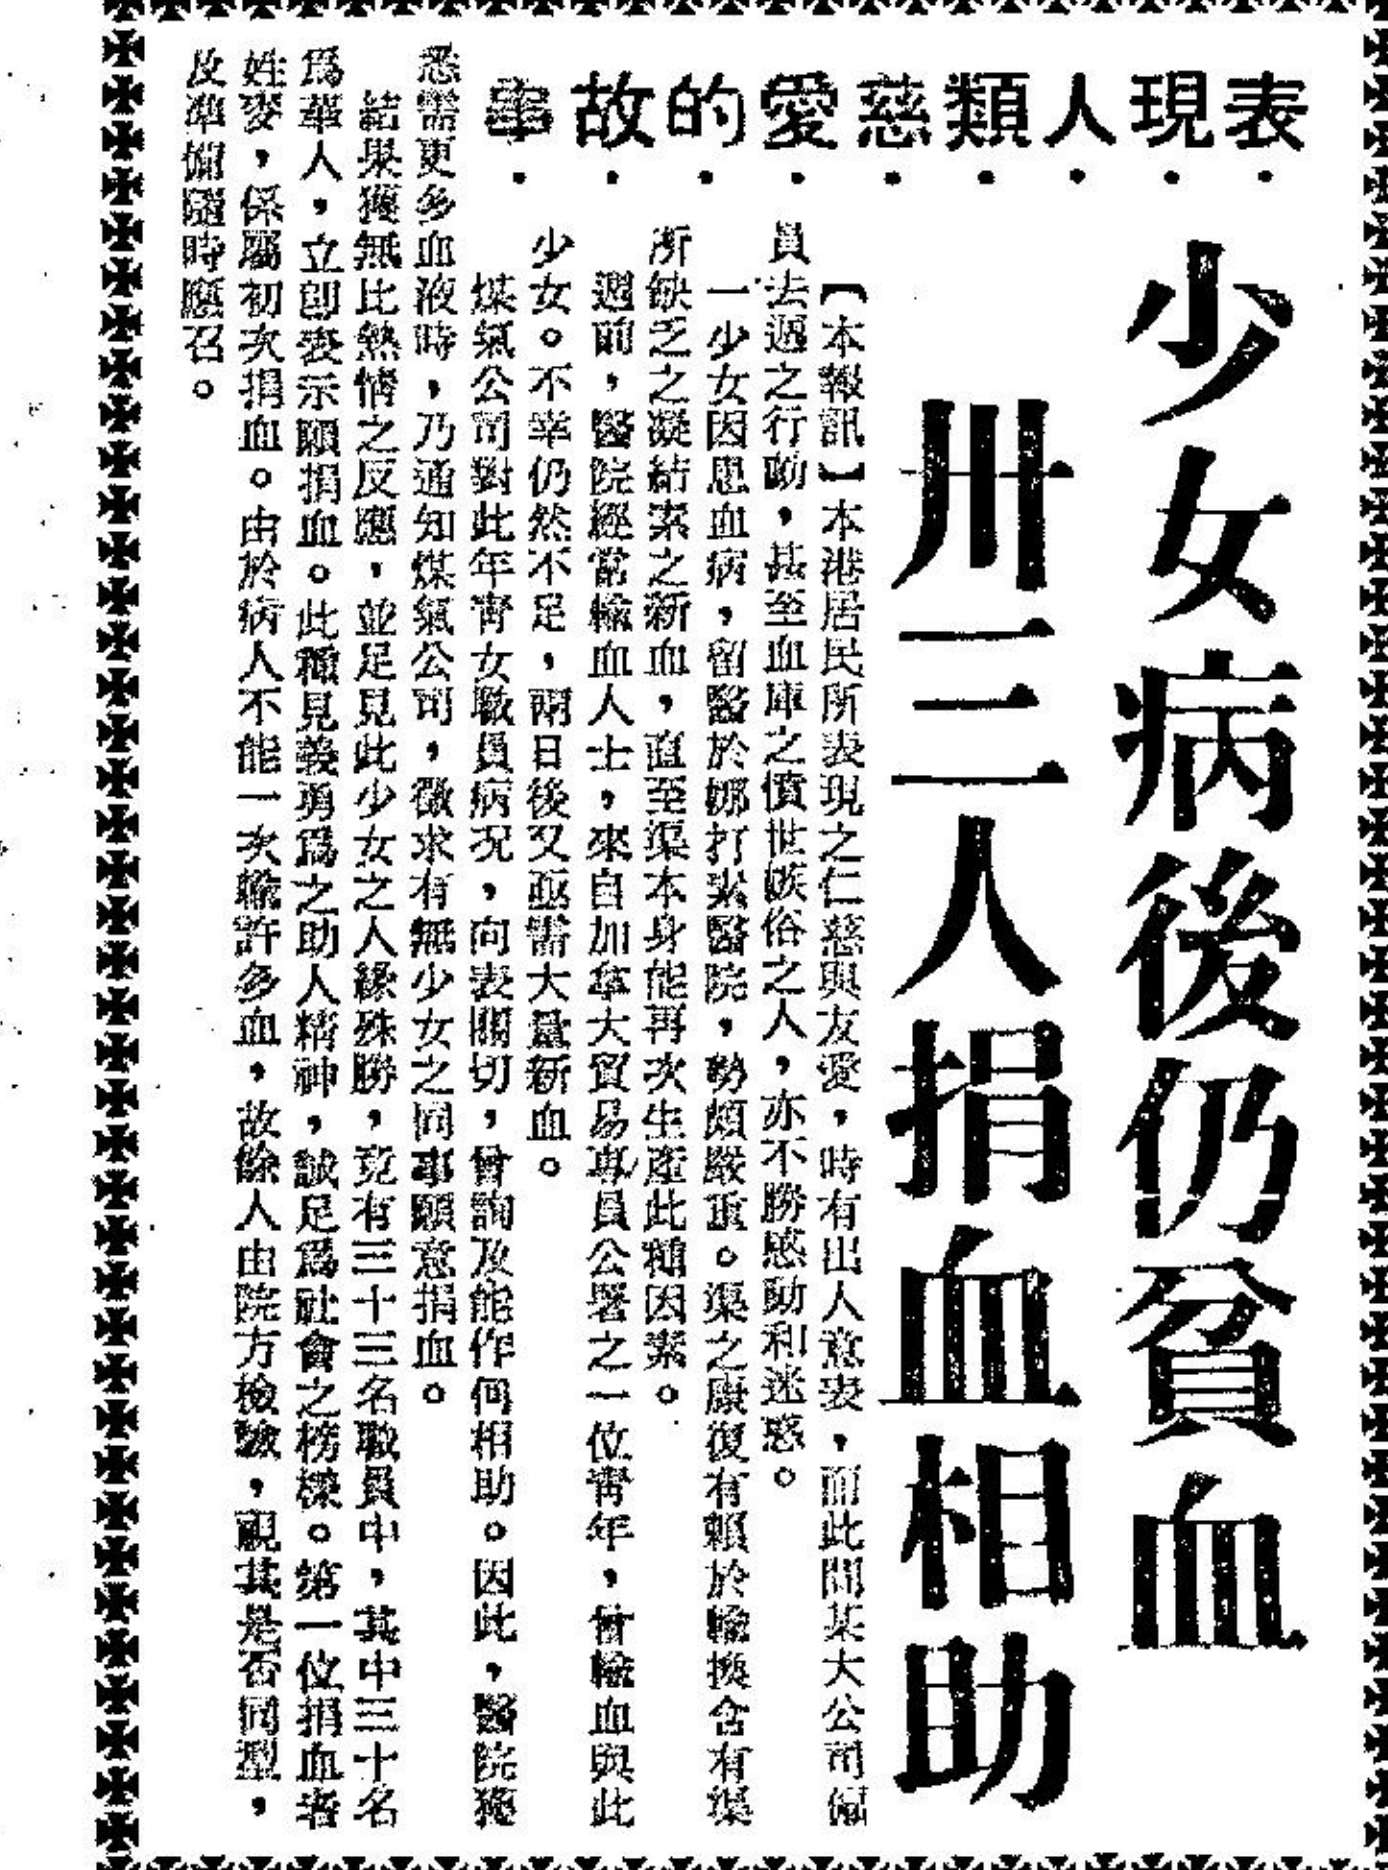 表現人類慈愛的故事
少女病後仍貧血
卅三人捐血相助
【本報訊】本港居民所表現之仁慈與友愛，時有出人意表，而此間某大公司僱
員去週之行動，甚至血庫之憤世嫉俗之人，亦不勝感動和迷惑。
一少女因患血病，留醫於那打素醫院，勢頗嚴重。渠之康復有賴於輸換含有渠
所缺乏之凝結素之新血，直至渠本身能再次生產此種因素。
週前，醫院經常輸血人士，來自加拿大貿易專員公署之一位青年，曾輸血與此
少女。不幸仍然不足，兩日後又亟需大量新血。
煤氣公司對此年青女職員病况，向表關切，曾詢及能作何相助。因此，醫院獲
悉需更多血液時，乃通知煤氣公司，徵求有無少女之同事願意捐血。
結果獲無比熱情之反應，並足見此少女之人緣殊勝，竟有三十三名職員中，其中三十名
為華人，立卽表示願捐血。此種見義勇為之助人精神，誠足為社會之榜樣。第一位捐血者
姓麥，係屬初次捐血。由於病人不能一次輸許多血，故餘人由院方檢驗，視其是否同型，
及準備隨時應召。